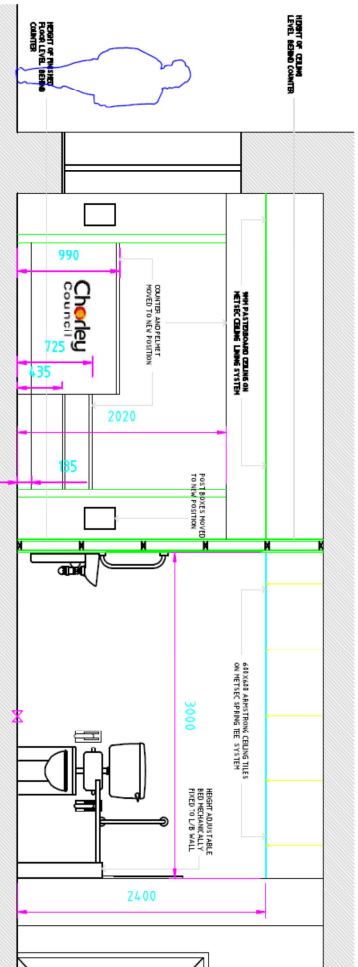 HEIGHT OF FINISHED
FLOOR LEVEL BEHIND
COUNTER
HEIGHT OF CEILING
LEVEL BEHIND COUNTER
990
Chorley
Council
725
435
185
2020
COUNTER AND PELMET
MOVED TO NEW POSITION
9MM PLASTERBOARD CEILING ON
METSEC CEILING LINING SYSTEM
POST BOXES MOVED
TO NEW POSITION
3000
600X600 ARMSTRONG CEILING TILES
ON METSEC SPRING TEE SYSTEM
HEIGHT ADJUSTABLE
BED MECHANICALLY
FIXED TO L/B WALL
2400